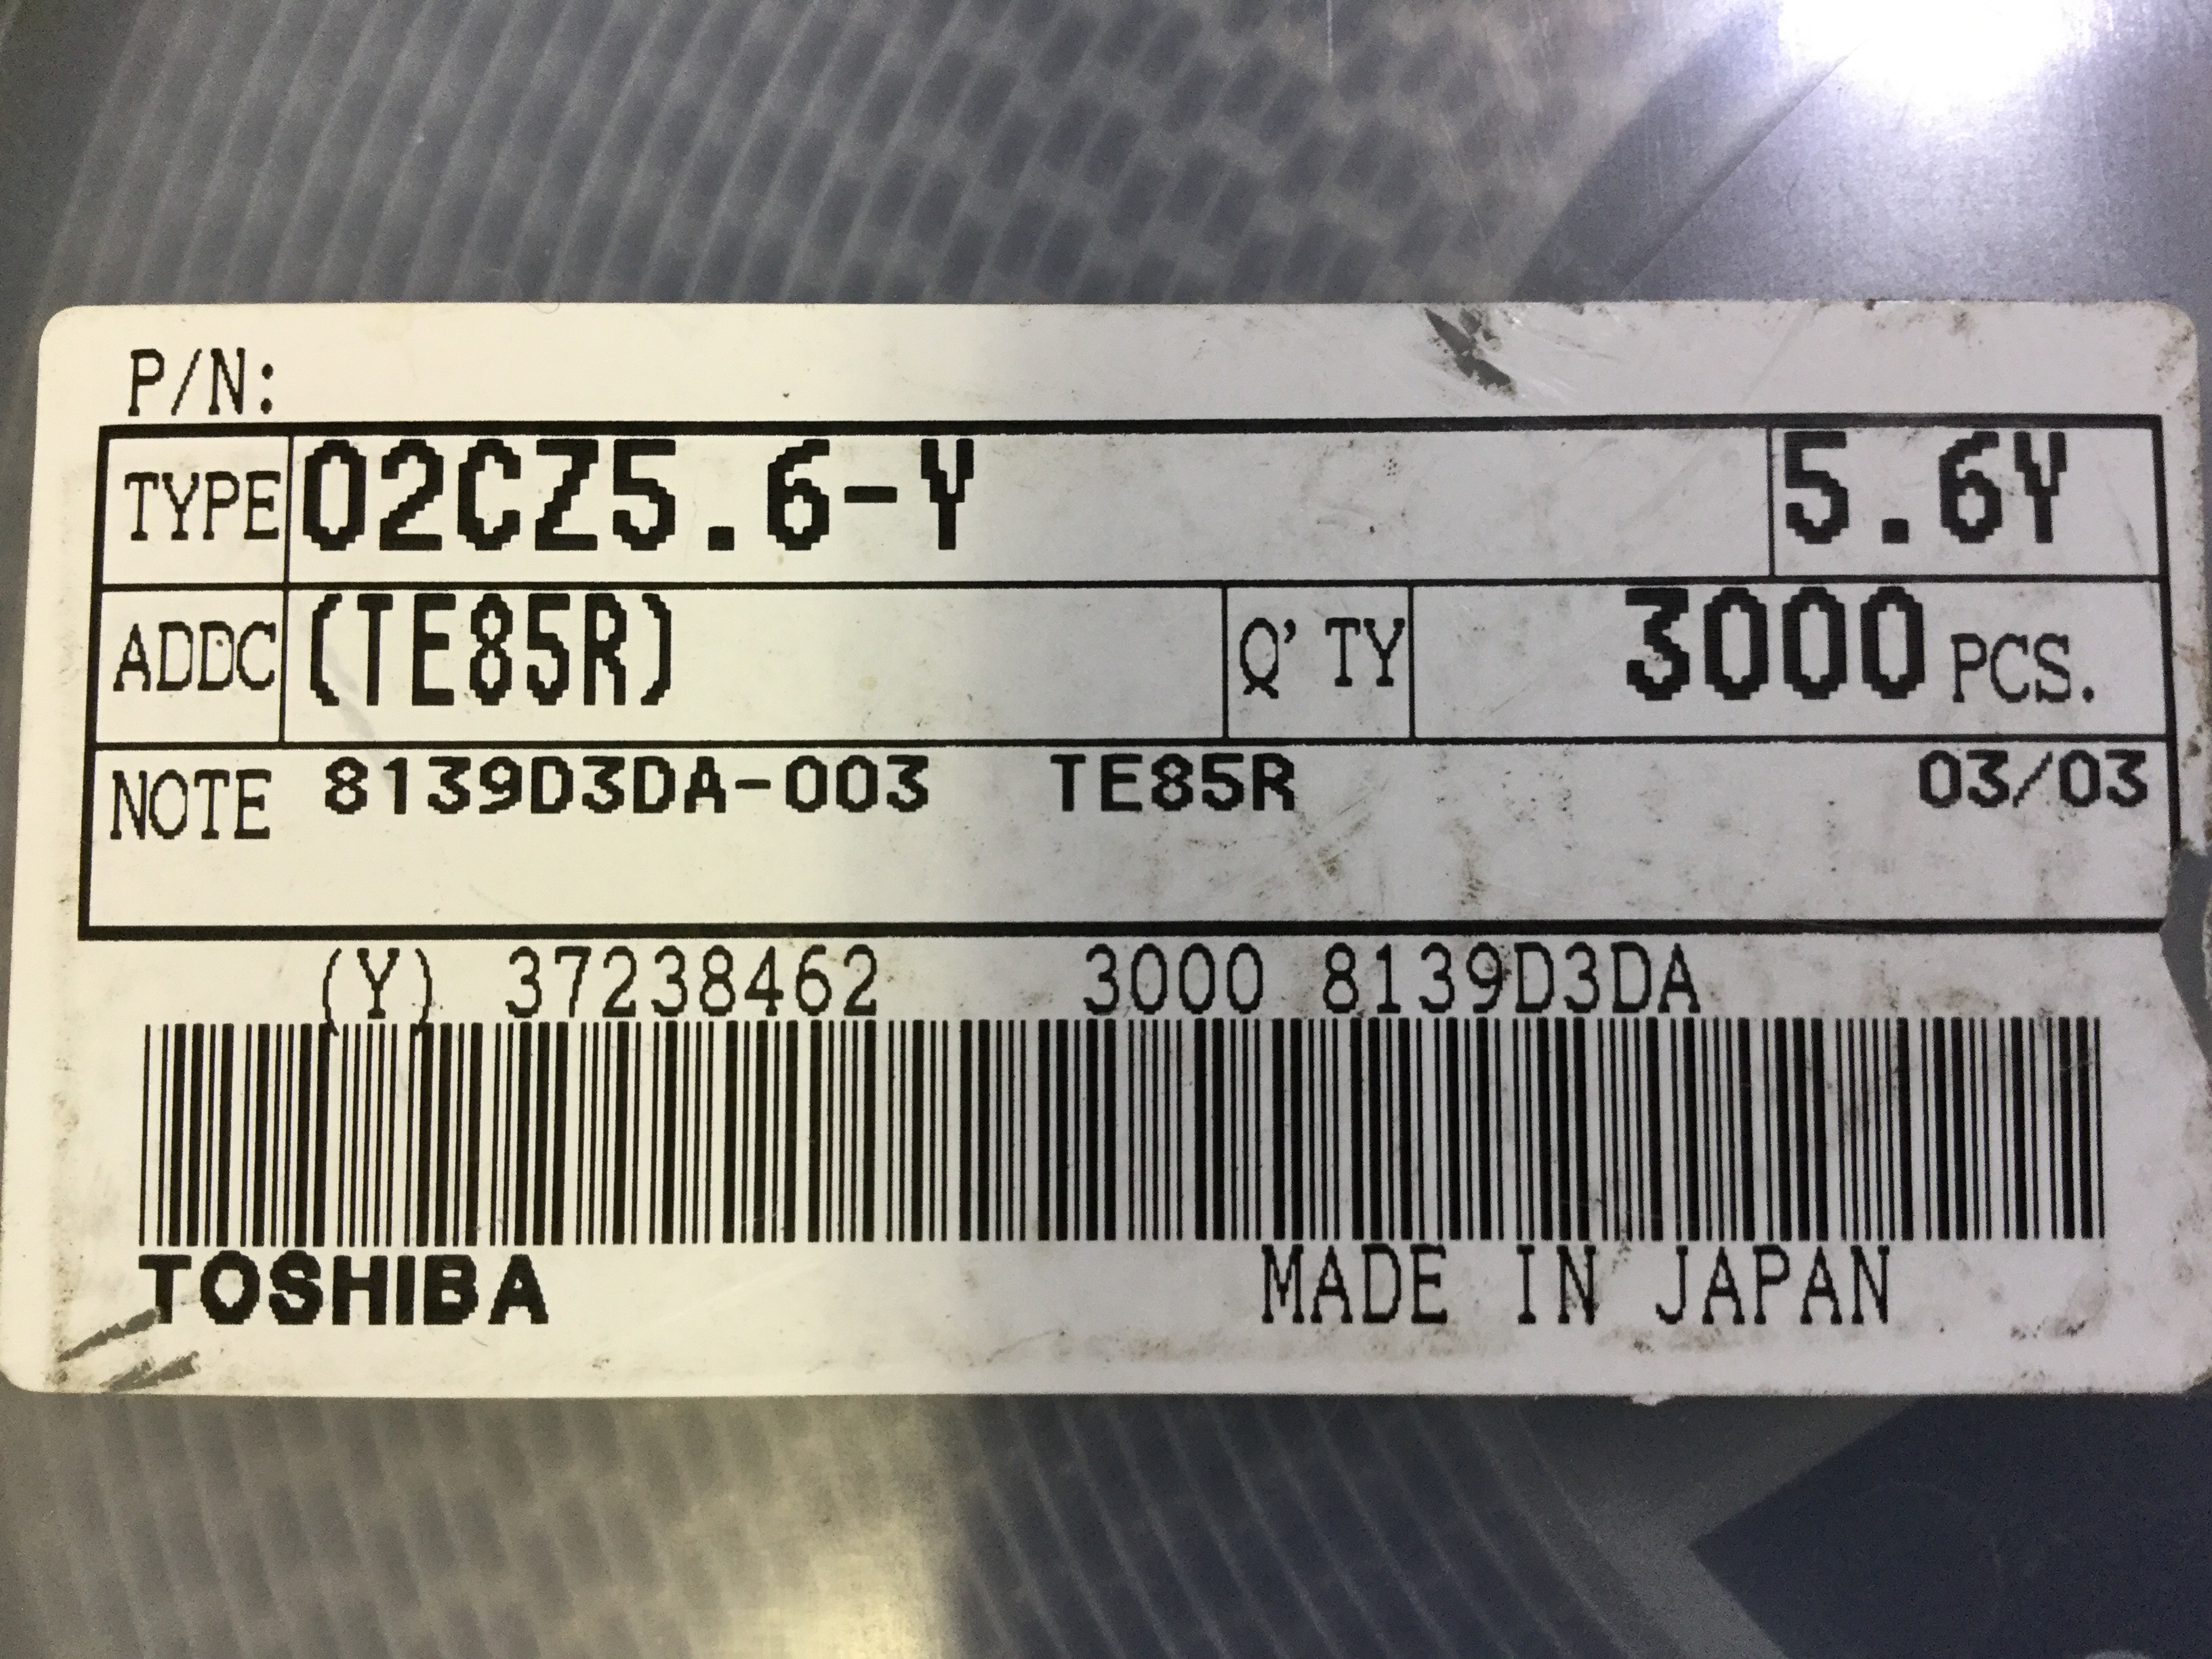 P/N:
TYPE 02CZ5.6-Y 5.6Y
ADDC (TE85R) Q'TY 3000 PCS.
NOTE 8139D3DA-003 TE85R 03/03
(Y) 37238462 3000 8139D3DA
TOSHIBA MADE IN JAPAN